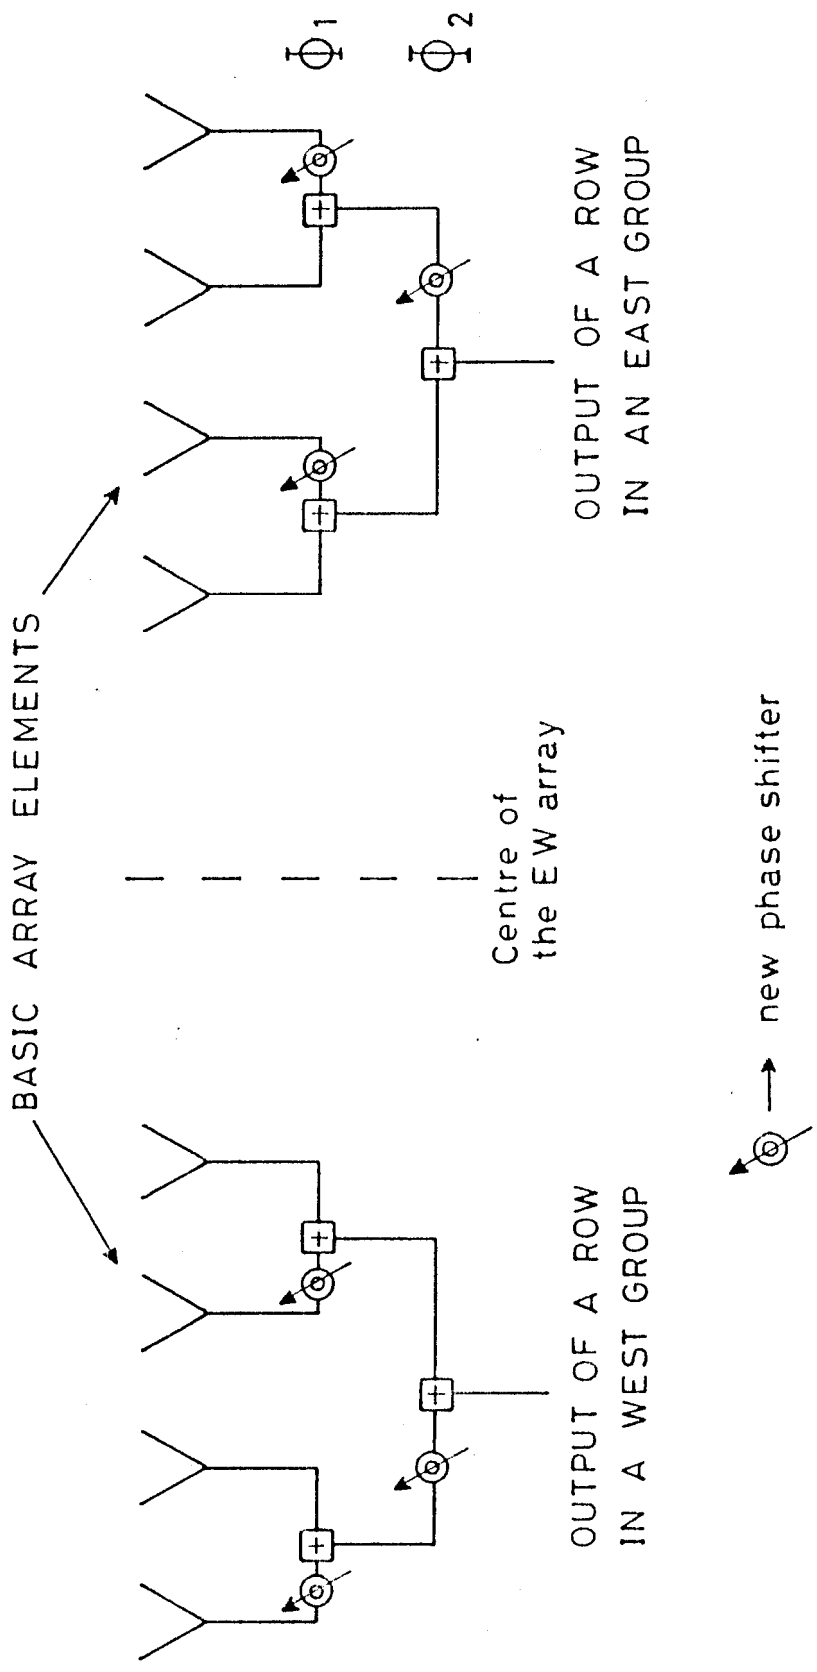 BASIC ARRAY ELEMENTS
Φ1
Φ2
+
+
+
+
+
+
Centre of
the EW array
OUTPUT OF A ROW
IN A WEST GROUP
OUTPUT OF A ROW
IN AN EAST GROUP
new phase shifter